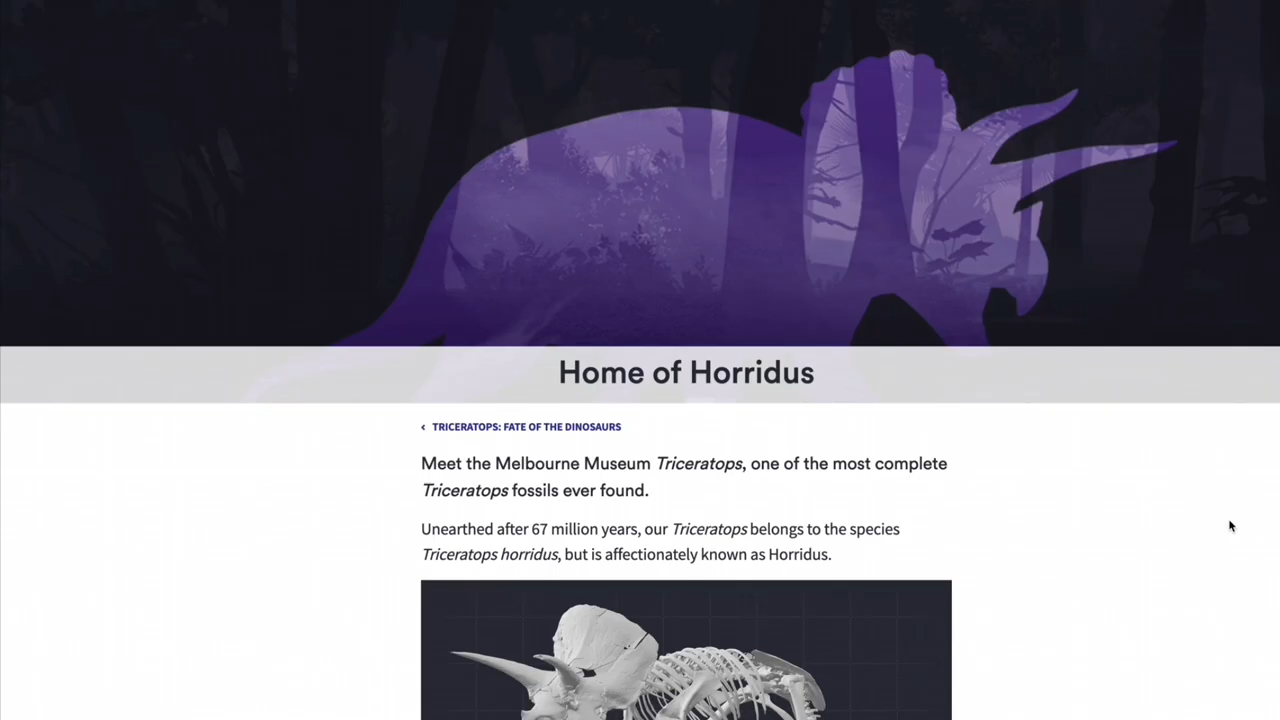 Home of Horridus
‹ TRICERATOPS: FATE OF THE DINOSAURS
Meet the Melbourne Museum Triceratops, one of the most complete
Triceratops fossils ever found.
Unearthed after 67 million years, our Triceratops belongs to the species
Triceratops horridus, but is affectionately known as Horridus.